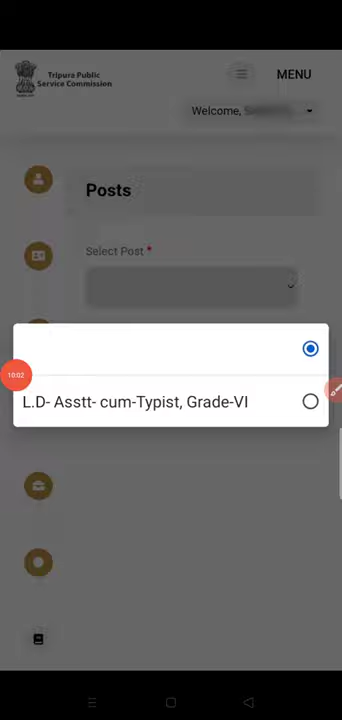 Tripura Public
Service Commission
MENU
Welcome,
Posts
Select Post *
10:02
L.D- Asstt- cum-Typist, Grade-VI